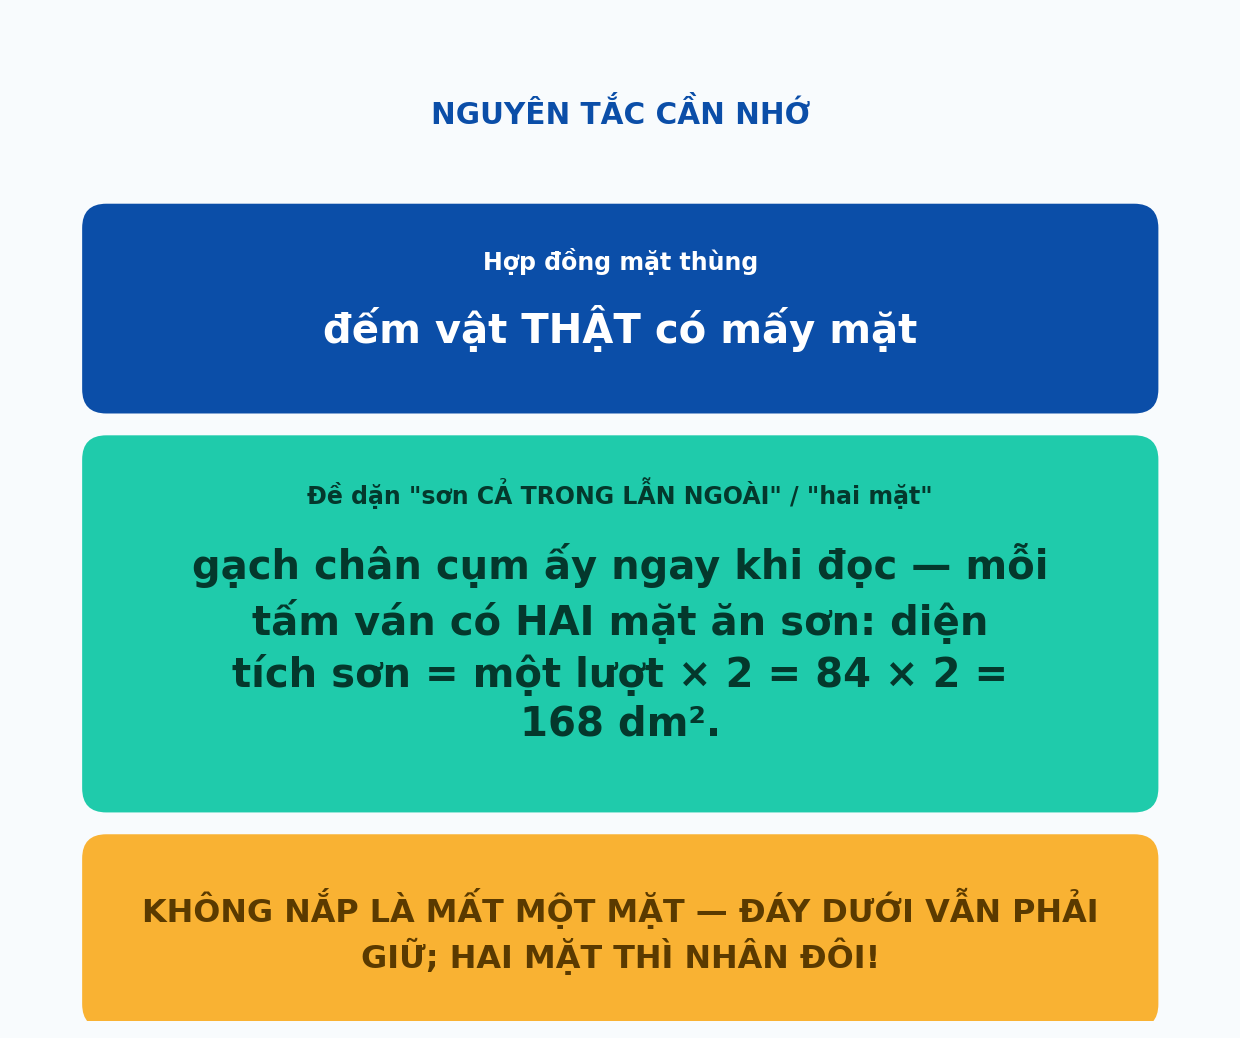 NGUYÊN TẮC CẦN NHỚ
Hợp đồng mặt thùng
đếm vật THẬT có mấy mặt
Đề dặn "sơn CẢ TRONG LẪN NGOÀI" / "hai mặt"
gạch chân cụm ấy ngay khi đọc — mỗi
tấm ván có HAI mặt ăn sơn: diện
tích sơn = một lượt × 2 = 84 × 2 =
168 dm².
KHÔNG NẮP LÀ MẤT MỘT MẶT — ĐÁY DƯỚI VẪN PHẢI
GIỮ; HAI MẶT THÌ NHÂN ĐÔI!